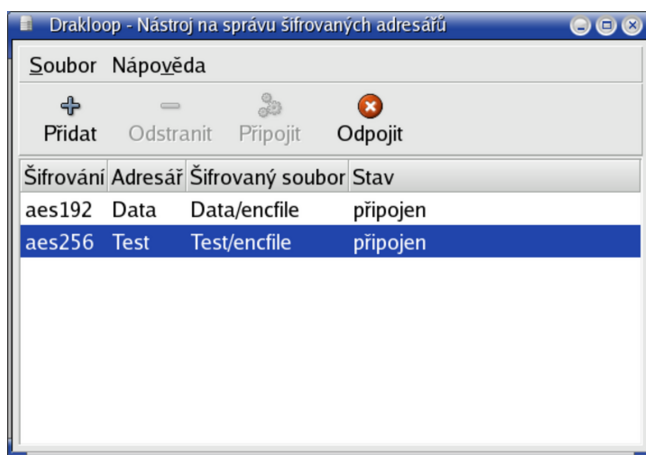 Drakloop - Nástroj na správu šifrovaných adresářů
Soubor Nápověda
Přidat Odstranit Připojit Odpojit
Šifrování Adresář Šifrovaný soubor Stav
aes192 Data Data/encfile připojen
aes256 Test Test/encfile připojen